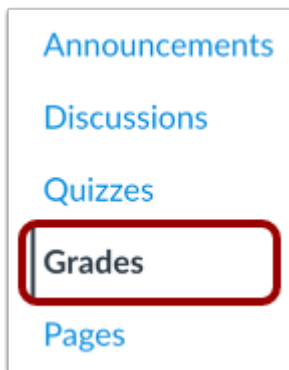 Announcements
Discussions
Quizzes
Grades
Pages